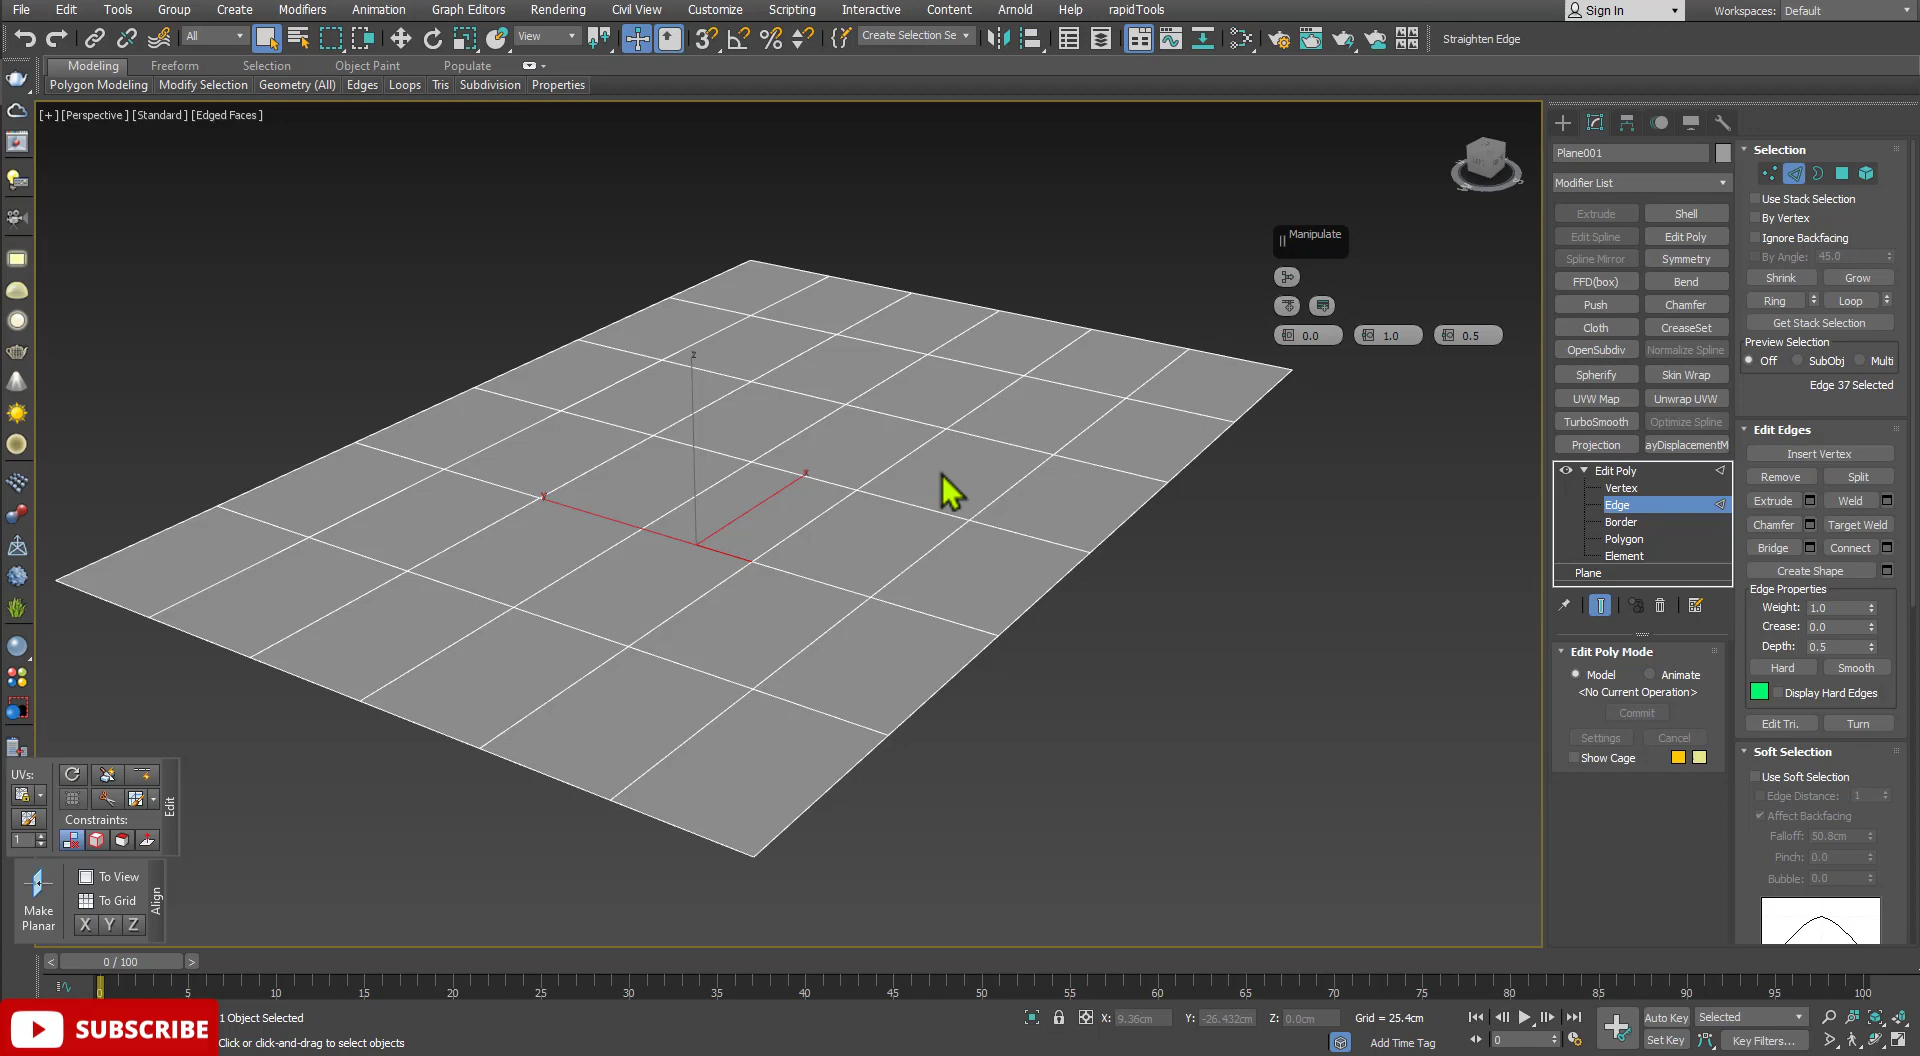 File Edit Tools Group Create Modifiers Animation Graph Editors Rendering Civil View Customize Scripting Interactive Content Arnold Help rapidTools Sign In Workspaces: Default
All View 3 Create Selection Se Straighten Edge
Modeling Freeform Selection Object Paint Populate
Polygon Modeling Modify Selection Geometry (All) Edges Loops Tris Subdivision Properties
[+] [Perspective ] [Standard ] [Edged Faces ]
Manipulate
0.0 1.0 0.5
z
x
y
Plane001
Modifier List
Extrude Shell
Edit Spline Edit Poly
Spline Mirror Symmetry
FFD(box) Bend
Push Chamfer
Cloth CreaseSet
OpenSubdiv Normalize Spline
Spherify Skin Wrap
UVW Map Unwrap UVW
TurboSmooth Optimize Spline
Projection ayDisplacementM
Edit Poly
Vertex
Edge
Border
Polygon
Element
Plane
Edit Poly Mode
Model Animate
<No Current Operation>
Commit
Settings Cancel
Show Cage
Selection
Use Stack Selection
By Vertex
Ignore Backfacing
By Angle: 45.0
Shrink Grow
Ring Loop
Get Stack Selection
Preview Selection
Off SubObj Multi
Edge 37 Selected
Edit Edges
Insert Vertex
Remove Split
Extrude Weld
Chamfer Target Weld
Bridge Connect
Create Shape
Edge Properties
Weight: 1.0
Crease: 0.0
Depth: 0.5
Hard Smooth
Display Hard Edges
Edit Tri. Turn
Soft Selection
Use Soft Selection
Edge Distance: 1
Affect Backfacing
Falloff: 50.8cm
Pinch: 0.0
Bubble: 0.0
UVs:
Constraints:
1
Edit
Make
Planar
To View
To Grid
X Y Z
Align
< 0 / 100 >
0 5 10 15 20 25 30 35 40 45 50 55 60 65 70 75 80 85 90 95 100
SUBSCRIBE
1 Object Selected
Click or click-and-drag to select objects
X: 9.36cm Y: -26.432cm Z: 0.0cm Grid = 25.4cm
Add Time Tag
0
Auto Key Selected
Set Key Key Filters...